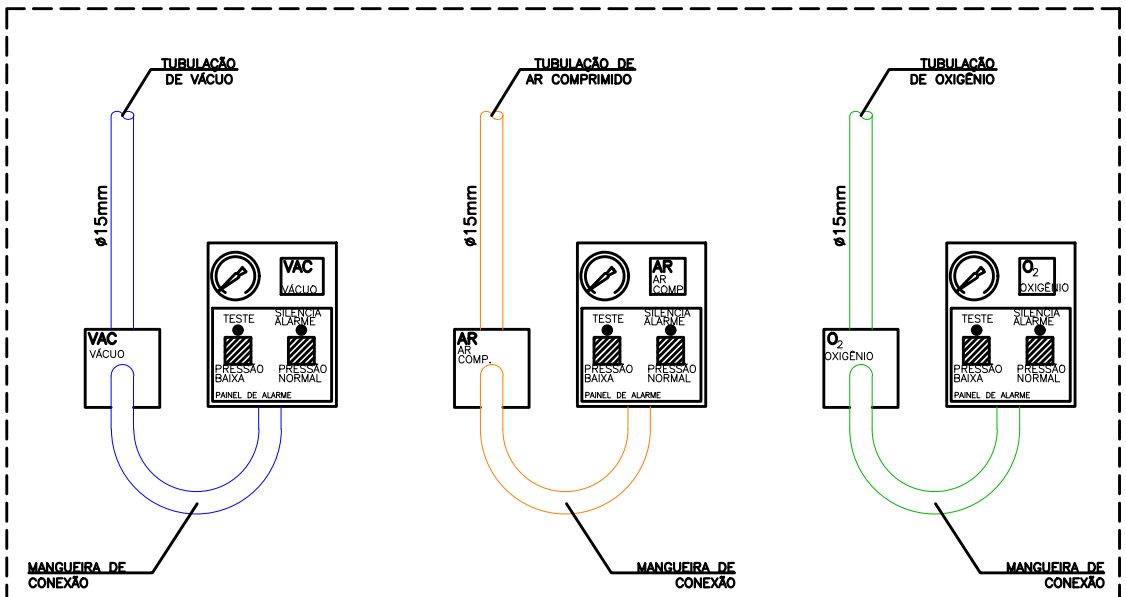 TUBULAÇÃO
DE VÁCUO
ø15mm
VAC
VÁCUO
TESTE
SILENCIA
ALARME
PRESSÃO
BAIXA
PRESSÃO
NORMAL
PAINEL DE ALARME
VAC
VÁCUO
MANGUEIRA DE
CONEXÃO
TUBULAÇÃO DE
AR COMPRIMIDO
ø15mm
AR
AR
COMP.
TESTE
SILENCIA
ALARME
PRESSÃO
BAIXA
PRESSÃO
NORMAL
PAINEL DE ALARME
AR
AR
COMP.
MANGUEIRA DE
CONEXÃO
TUBULAÇÃO
DE OXIGÊNIO
ø15mm
O₂
OXIGÊNIO
TESTE
SILENCIA
ALARME
PRESSÃO
BAIXA
PRESSÃO
NORMAL
PAINEL DE ALARME
O₂
OXIGÊNIO
MANGUEIRA DE
CONEXÃO